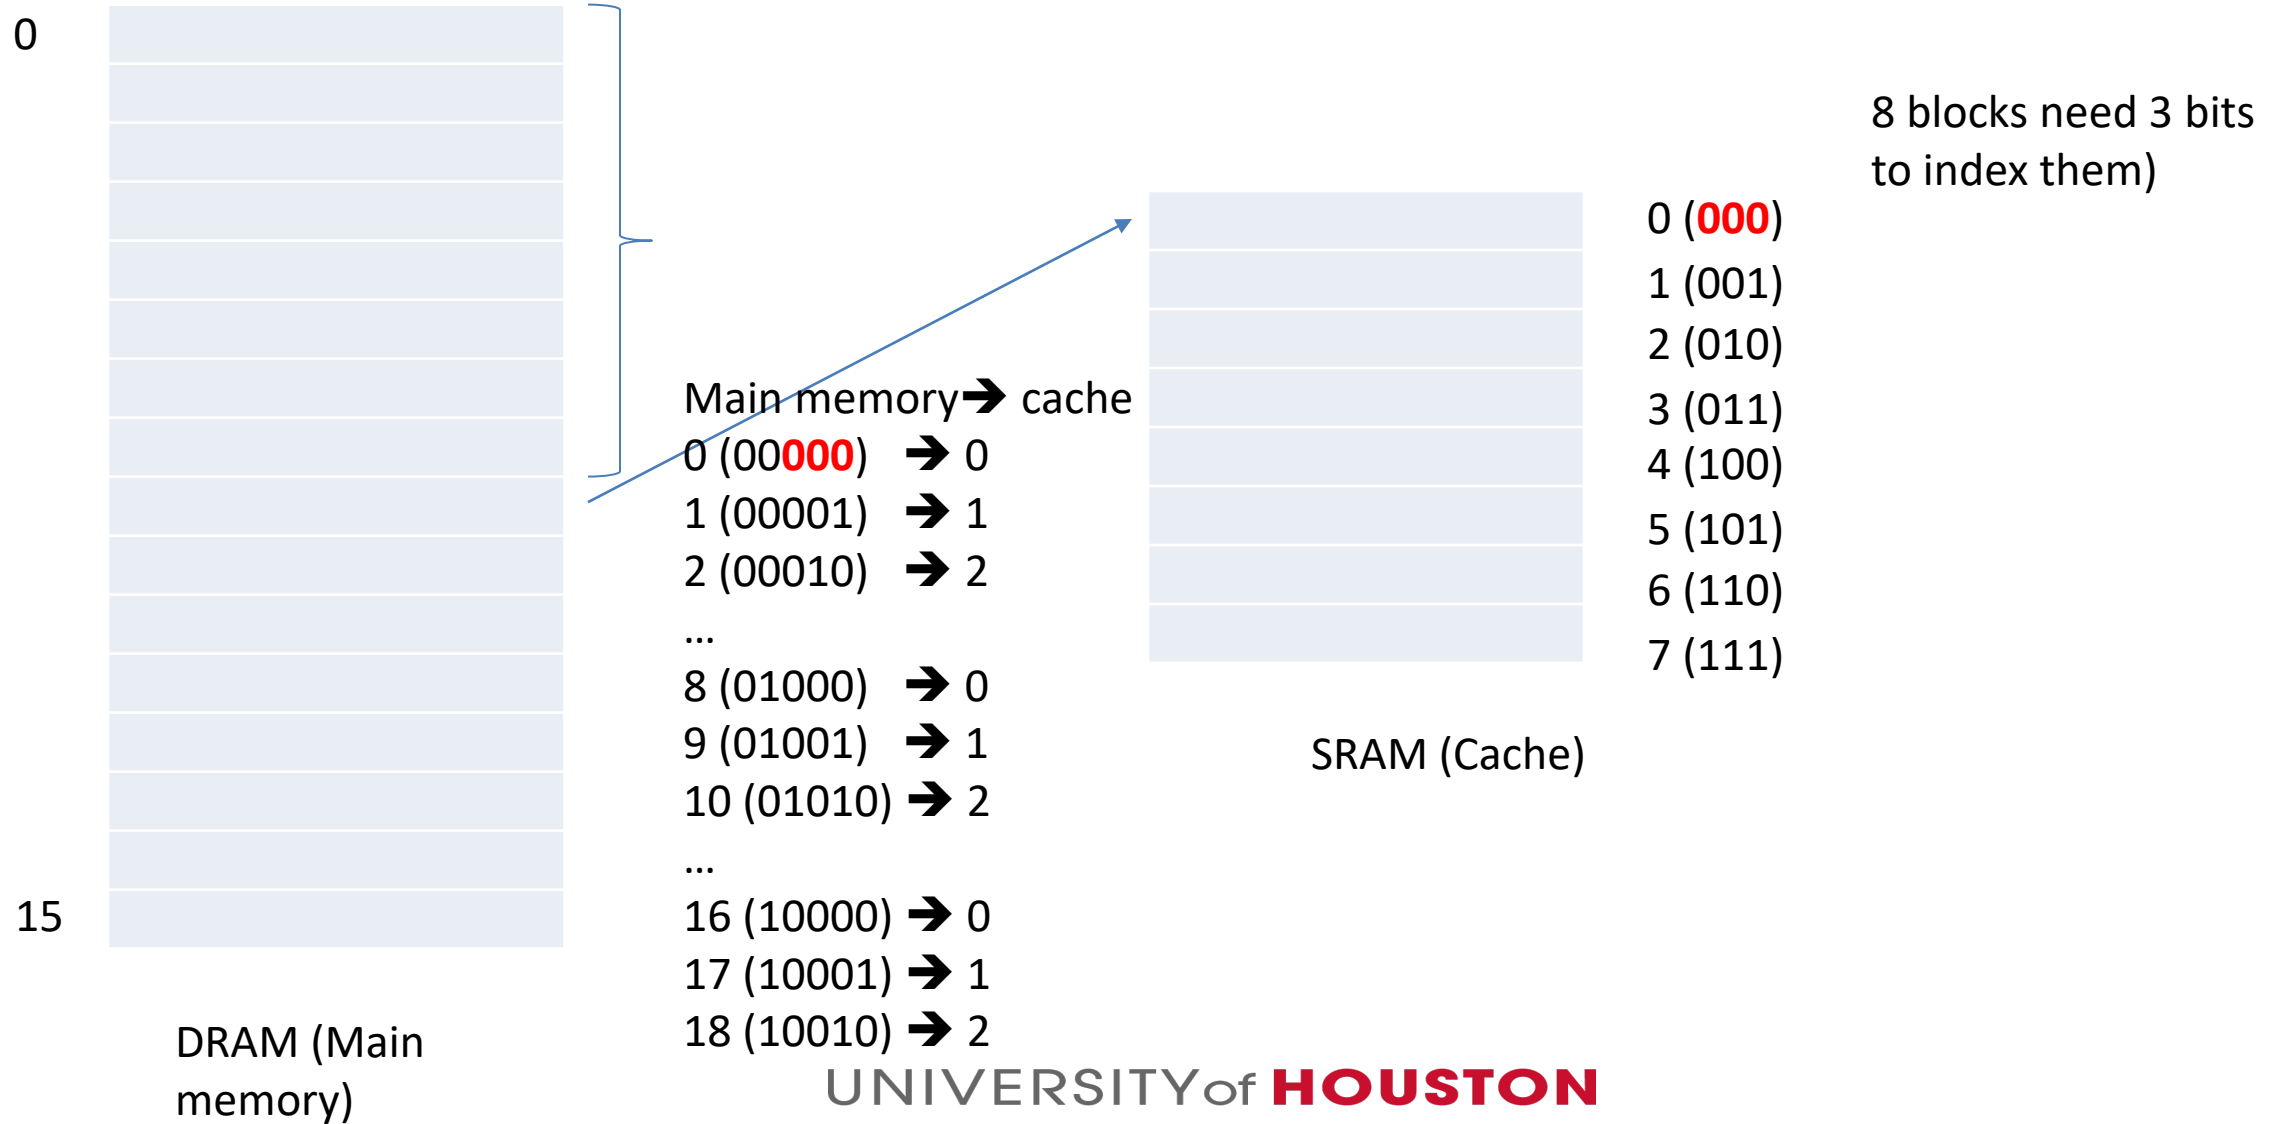 0
15
DRAM (Main
memory)
Main memory➔ cache
0 (00000) ➔ 0
1 (00001) ➔ 1
2 (00010) ➔ 2
…
8 (01000) ➔ 0
9 (01001) ➔ 1
10 (01010) ➔ 2
…
16 (10000) ➔ 0
17 (10001) ➔ 1
18 (10010) ➔ 2
8 blocks need 3 bits
to index them)
0 (000)
1 (001)
2 (010)
3 (011)
4 (100)
5 (101)
6 (110)
7 (111)
SRAM (Cache)
UNIVERSITY of HOUSTON